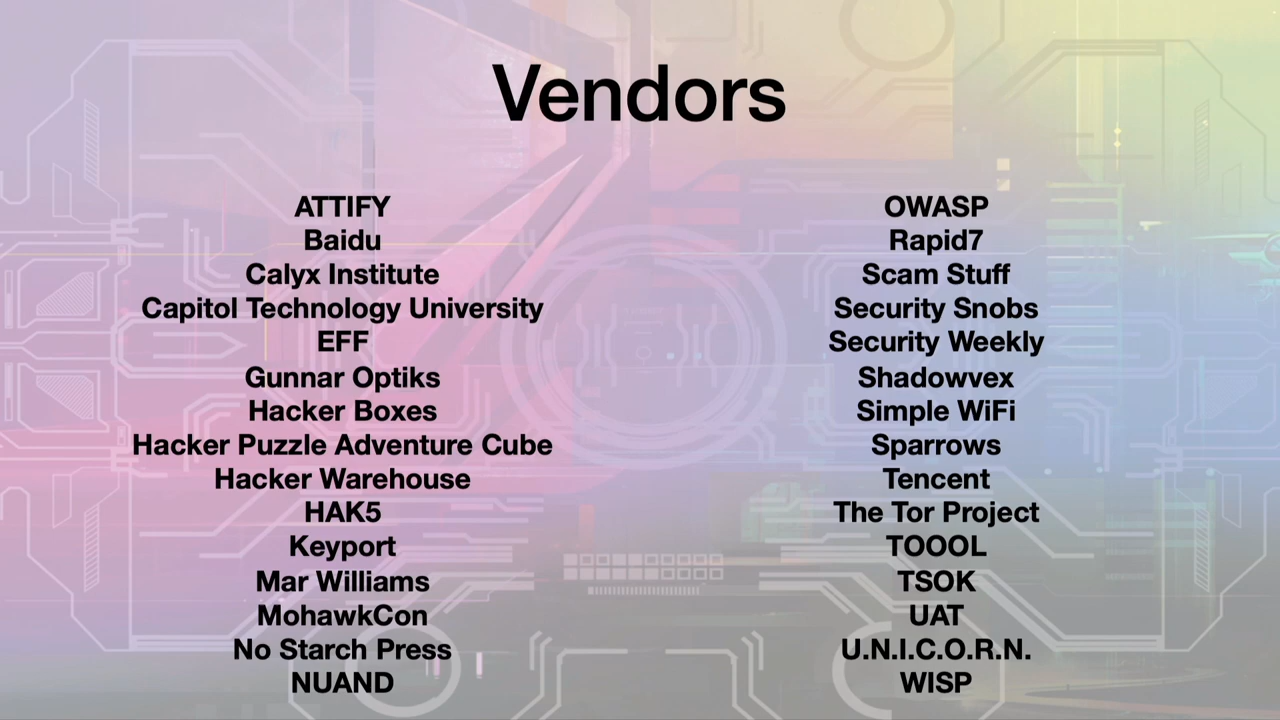 Vendors
ATTIFY
Baidu
Calyx Institute
Capitol Technology University
EFF
Gunnar Optiks
Hacker Boxes
Hacker Puzzle Adventure Cube
Hacker Warehouse
HAK5
Keyport
Mar Williams
MohawkCon
No Starch Press
NUAND
OWASP
Rapid7
Scam Stuff
Security Snobs
Security Weekly
Shadowvex
Simple WiFi
Sparrows
Tencent
The Tor Project
TOOOL
TSOK
UAT
U.N.I.C.O.R.N.
WISP